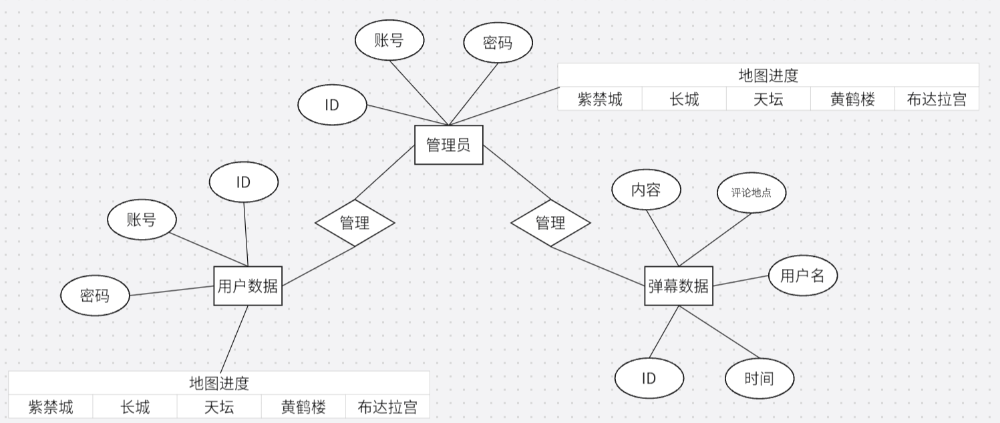 账号
密码
地图进度
紫禁城 长城 天坛 黄鹤楼 布达拉宫
ID
管理员
ID
内容
评论地点
账号
管理
管理
用户名
密码
用户数据
弹幕数据
ID
时间
地图进度
紫禁城 长城 天坛 黄鹤楼 布达拉宫